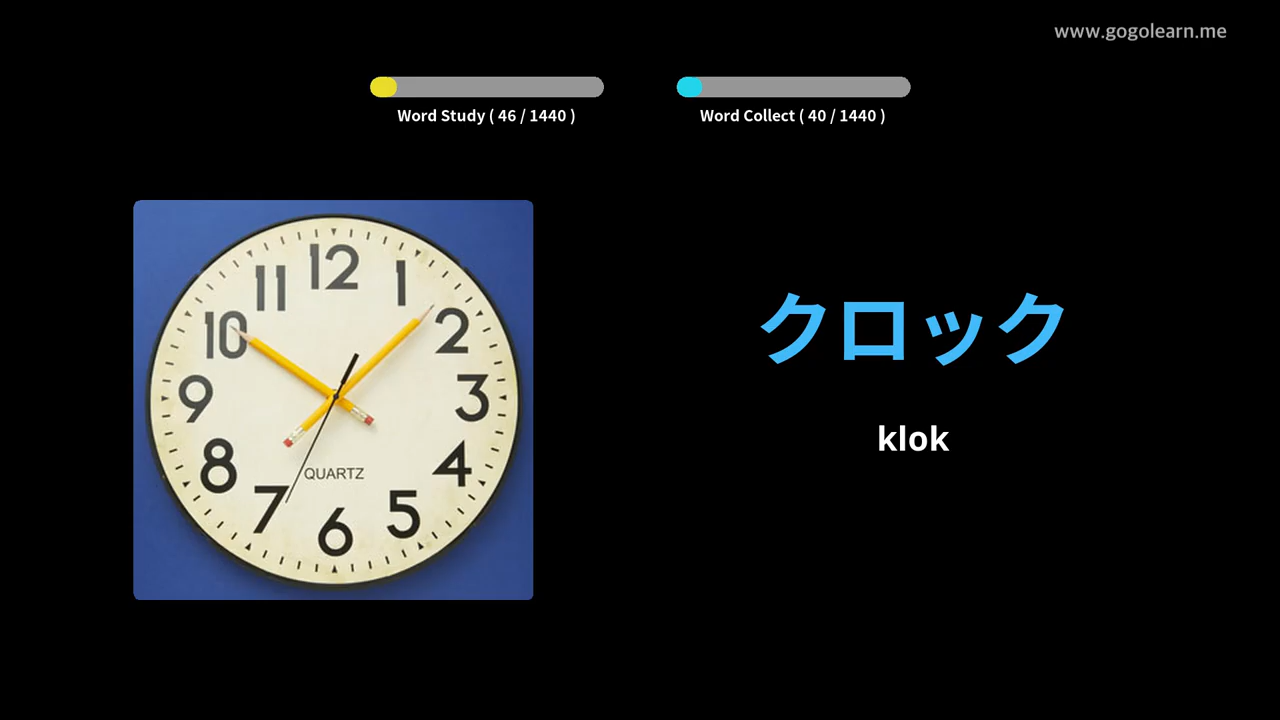 www.gogolearn.me
Word Study ( 46 / 1440 )
Word Collect ( 40 / 1440 )
12
11
1
10
2
9
3
8
4
QUARTZ
7
5
6
クロック
klok